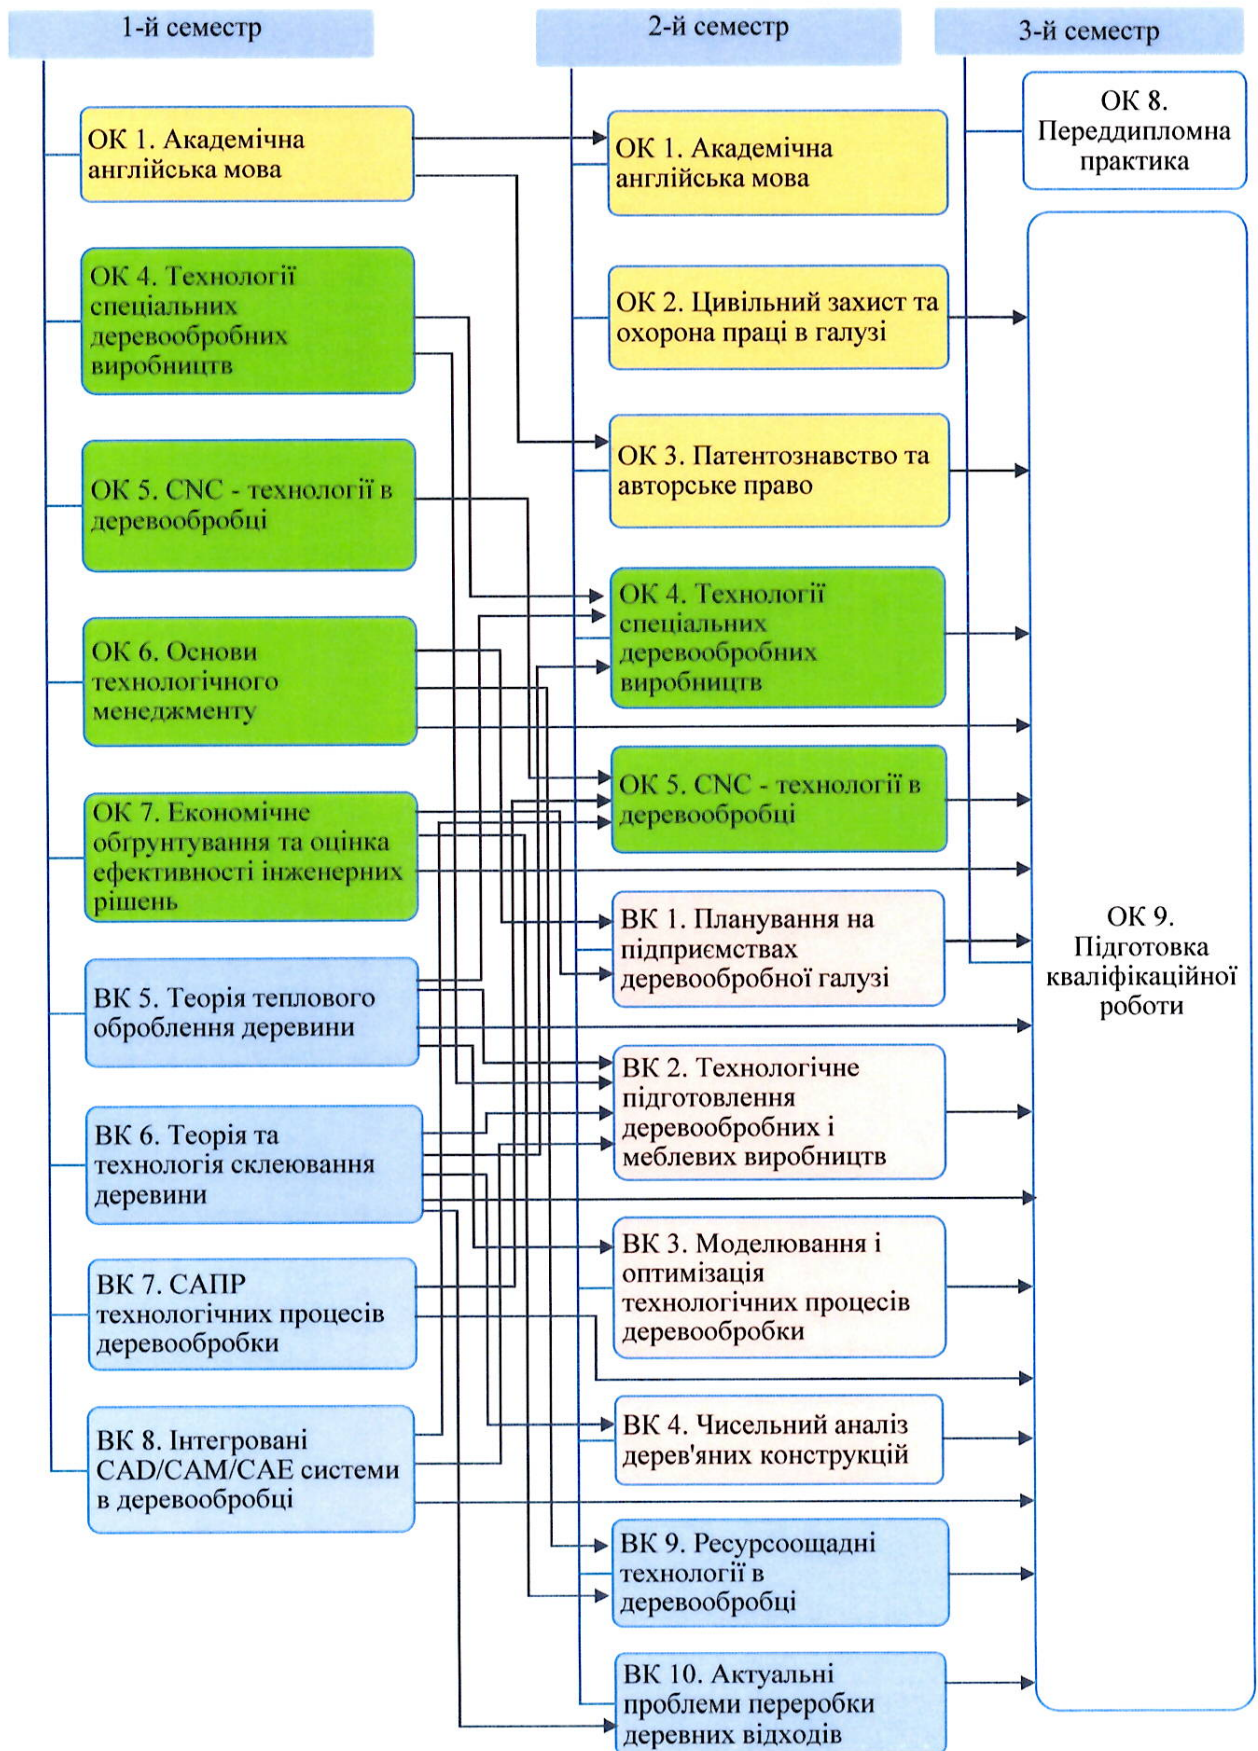 1-й семестр
ОК 1. Академічна
англійська мова
ОК 4. Технології
спеціальних
деревообробних
виробництв
ОК 5. CNC - технології в
деревообробці
ОК 6. Основи
технологічного
менеджменту
ОК 7. Економічне
обґрунтування та оцінка
ефективності інженерних
рішень
ВК 5. Теорія теплового
оброблення деревини
ВК 6. Теорія та
технологія склеювання
деревини
ВК 7. САПР
технологічних процесів
деревообробки
ВК 8. Інтегровані
CAD/CAM/CAE системи
в деревообробці
2-й семестр
ОК 1. Академічна
англійська мова
ОК 2. Цивільний захист та
охорона праці в галузі
ОК 3. Патентознавство та
авторське право
ОК 4. Технології
спеціальних
деревообробних
виробництв
ОК 5. CNC - технології в
деревообробці
ВК 1. Планування на
підприємствах
деревообробної галузі
ВК 2. Технологічне
підготовлення
деревообробних і
меблевих виробництв
ВК 3. Моделювання і
оптимізація
технологічних процесів
деревообробки
ВК 4. Чисельний аналіз
дерев'яних конструкцій
ВК 9. Ресурсоощадні
технології в
деревообробці
ВК 10. Актуальні
проблеми переробки
деревних відходів
3-й семестр
ОК 8.
Переддипломна
практика
ОК 9.
Підготовка
кваліфікаційної
роботи